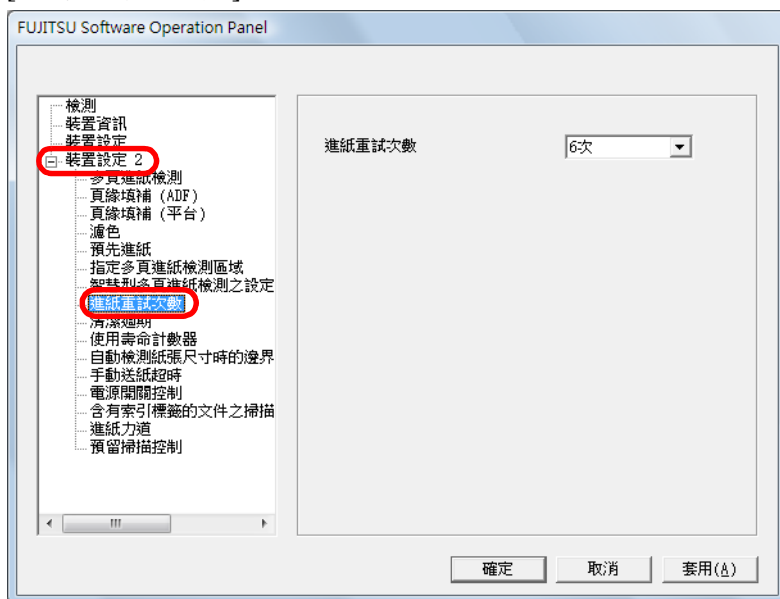 FUJITSU Software Operation Panel
檢測
裝置資訊
裝置設定
裝置設定 2
多頁進紙檢測
頁緣填補 (ADF)
頁緣填補 (平台)
濾色
預先進紙
指定多頁進紙檢測區域
智慧型多頁進紙檢測之設定
進紙重試次數
清潔週期
使用壽命計數器
自動檢測紙張尺寸時的邊界
手動送紙超時
電源開關控制
含有索引標籤的文件之掃描
進紙力道
預留掃描控制
進紙重試次數
6次
確定
取消
套用(A)